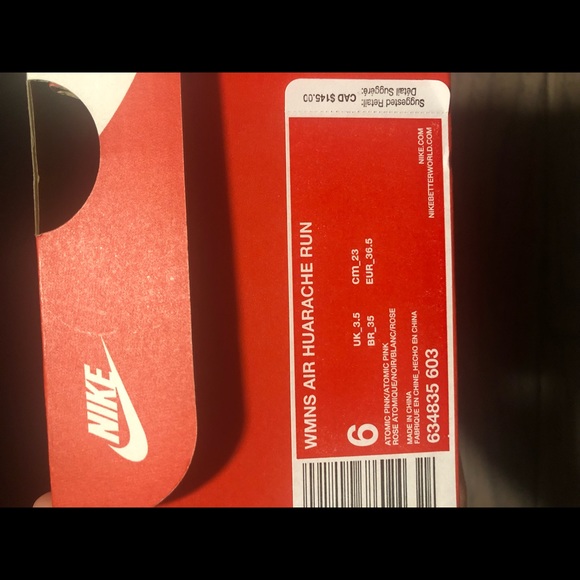 NIKE
Suggested Retail:
Détail Suggéré:
CAD $145.00
WMNS AIR HUARACHE RUN
6
UK_3.5
cm_23
BR_35
EUR_36.5
ATOMIC PINK/ATOMIC PINK
ROSE ATOMIQUE/NOIR/BLANC/ROSE
MADE IN CHINA
FABRIQUE EN CHINE_HECHO EN CHINA
634835 603
NIKE.COM
NIKEBETTERWORLD.COM